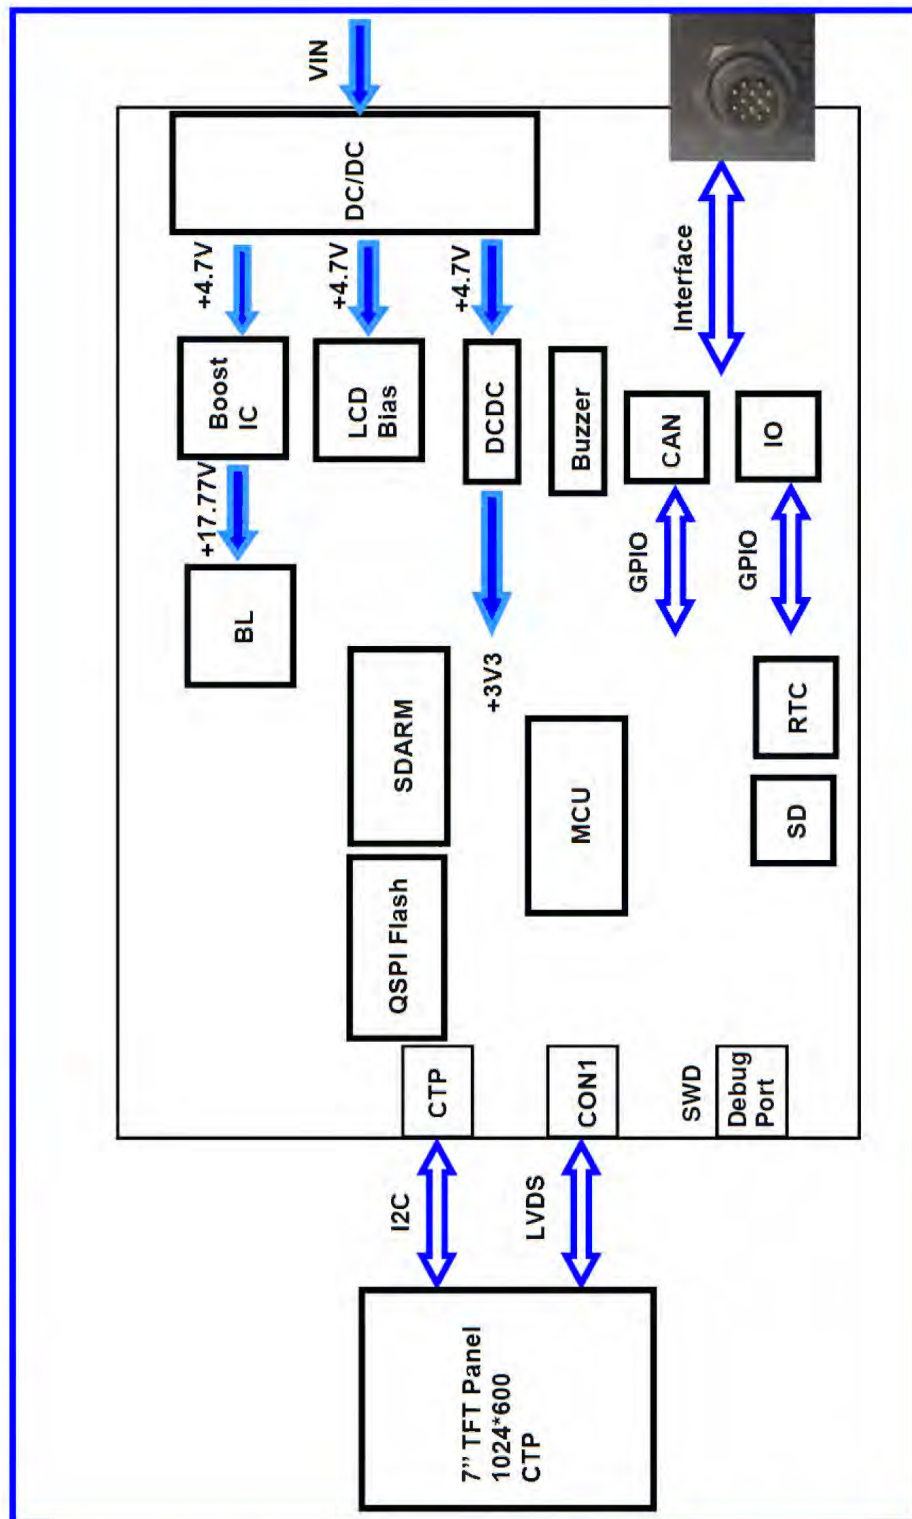 +17.77V
+4.7V
Boost
IC
BL
VIN
+4.7V
LCD
Bias
DC/DC
QSPI Flash
SDARM
I2C
CTP
+4.7V
+3V3
DCDC
7” TFT Panel
1024*600
CTP
LVDS
CON1
MCU
Buzzer
GPIO
CAN
Interface
SWD
Debug
Port
GPIO
IO
SD
RTC